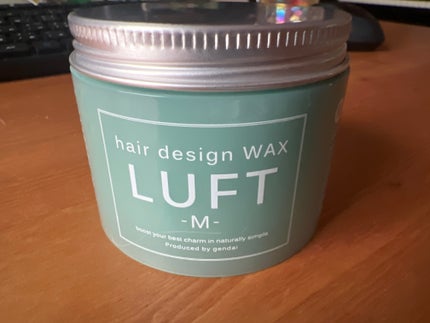 hair design WAX
LUFT
-M-
boost your best charm in naturally simple
Produced by gendai